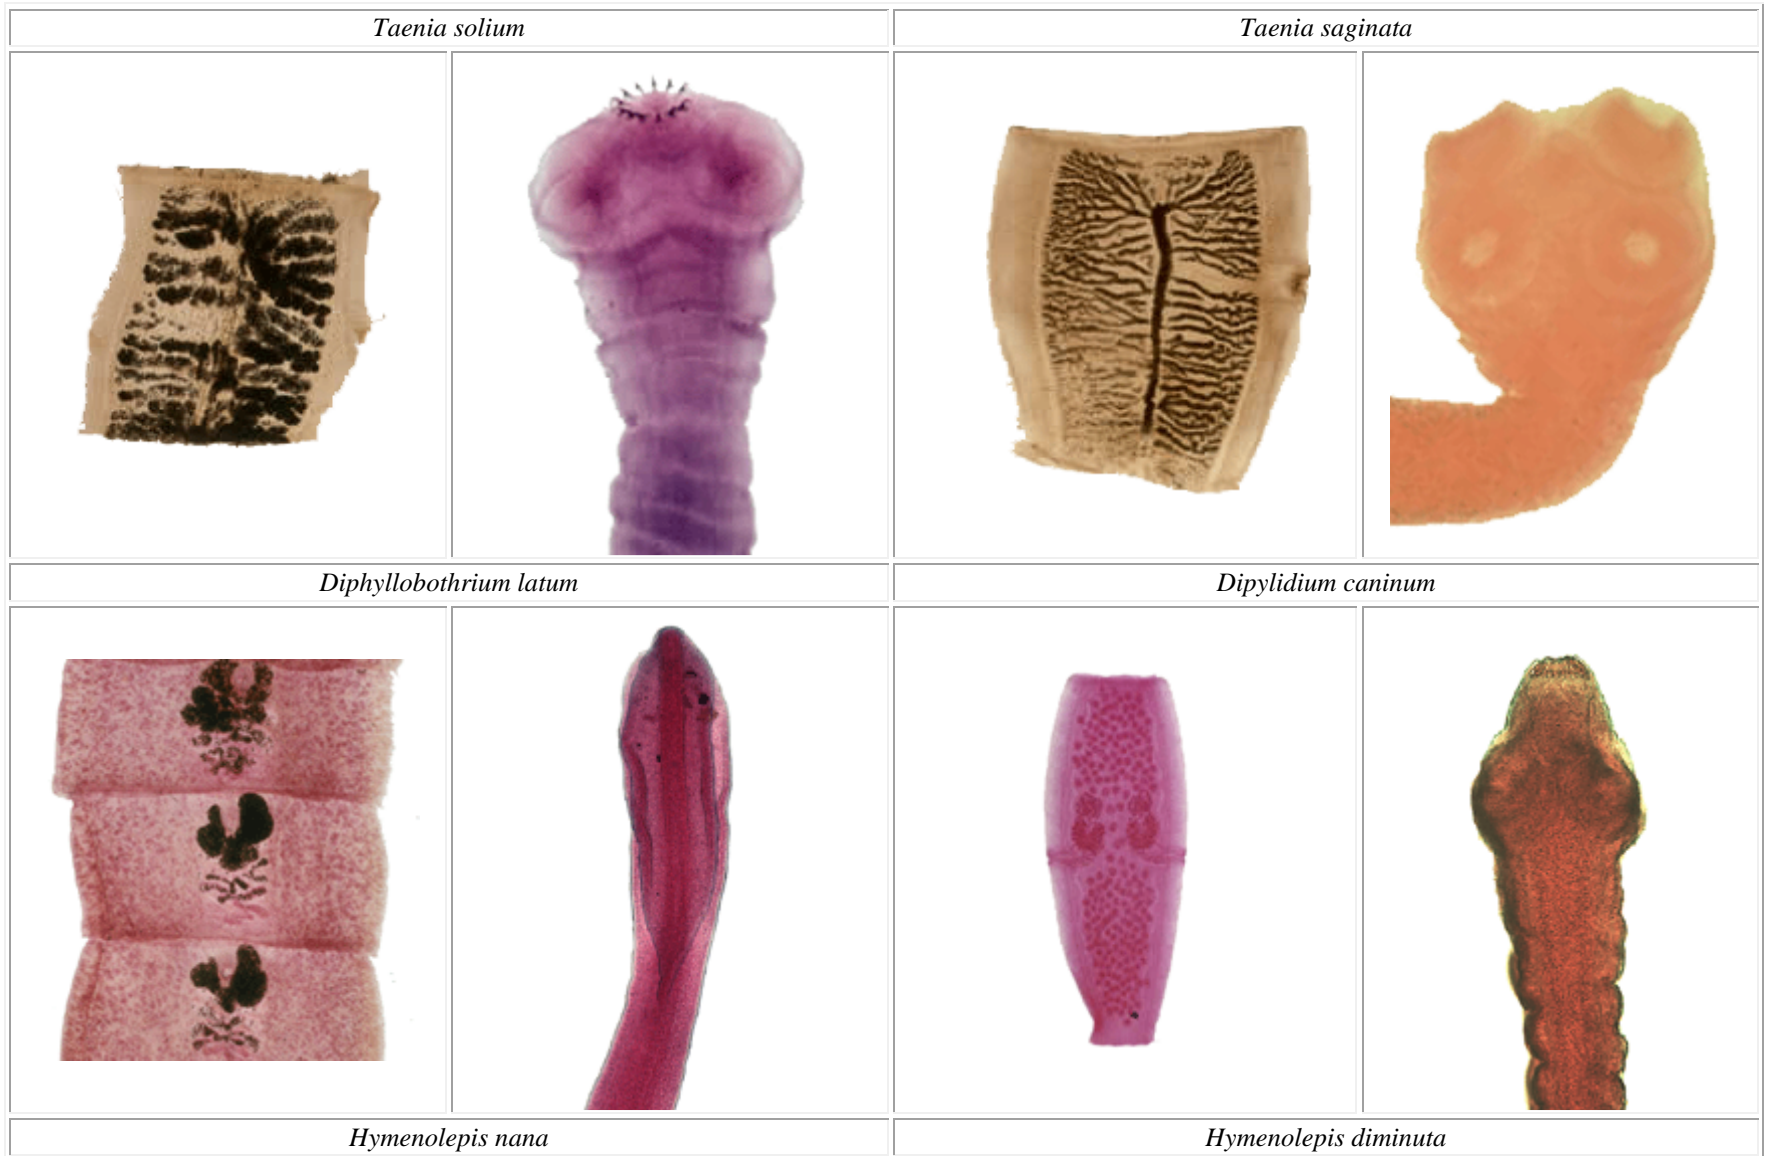 Taenia solium
Taenia saginata
Diphyllobothrium latum
Dipylidium caninum
Hymenolepis nana
Hymenolepis diminuta